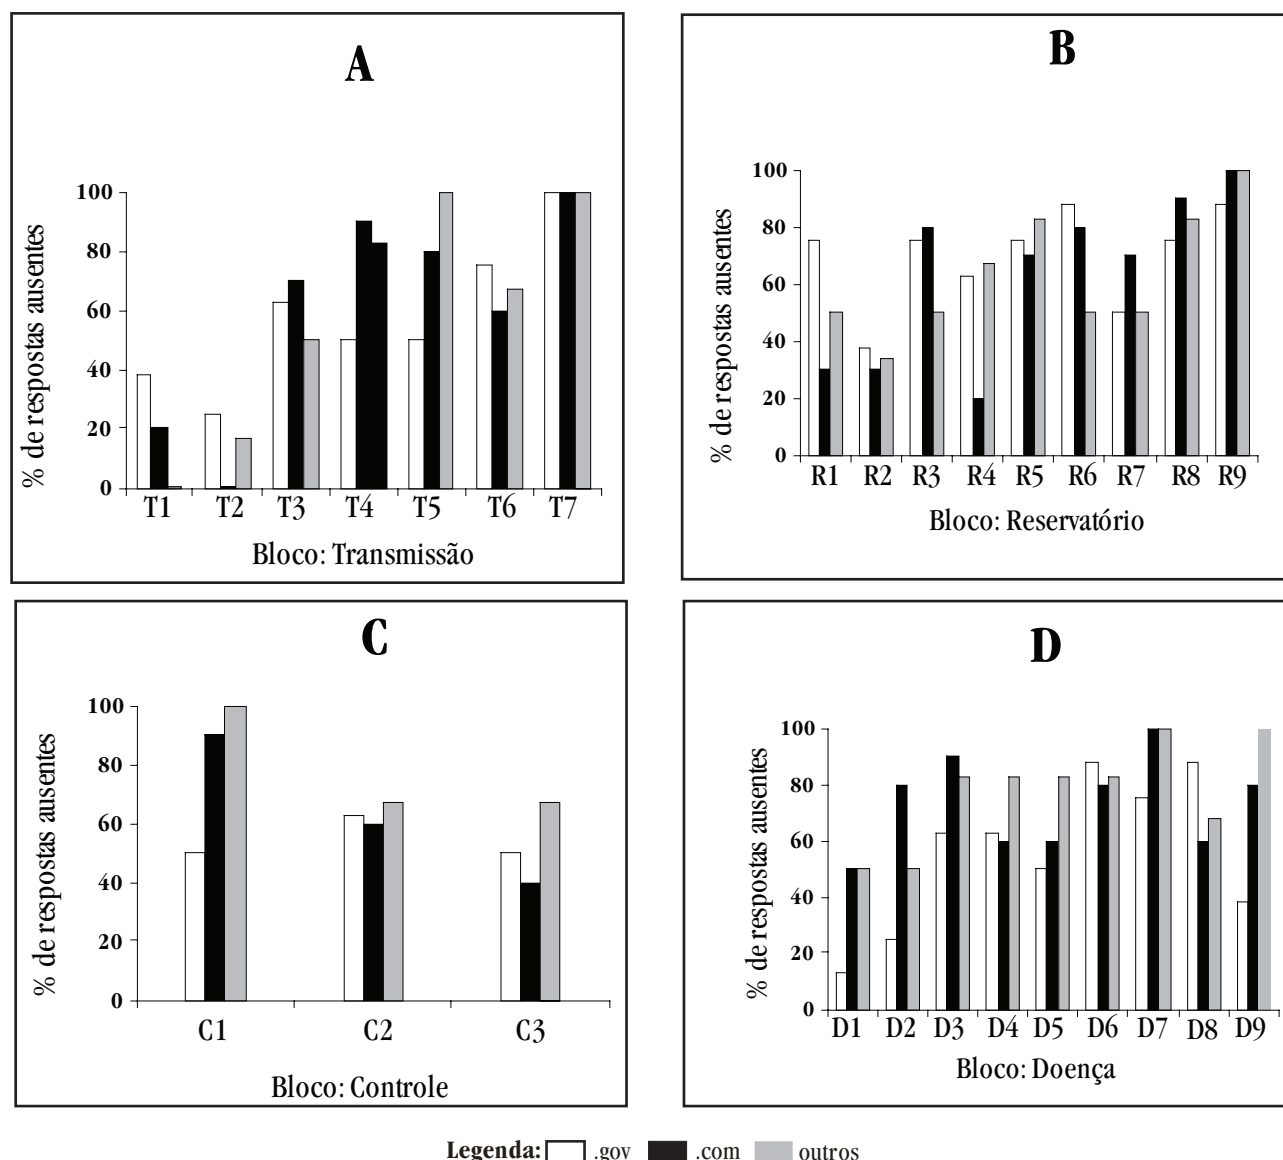 A
100
80
60
40
20
0
% de respostas ausentes
T1 T2 T3 T4 T5 T6 T7
Bloco: Transmissão
B
100
80
60
40
20
0
% de respostas ausentes
R1 R2 R3 R4 R5 R6 R7 R8 R9
Bloco: Reservatório
C
100
80
60
40
20
0
% de respostas ausentes
C1 C2 C3
Bloco: Controle
D
100
80
60
40
20
0
% de respostas ausentes
D1 D2 D3 D4 D5 D6 D7 D8 D9
Bloco: Doença
Legenda: .gov .com outros